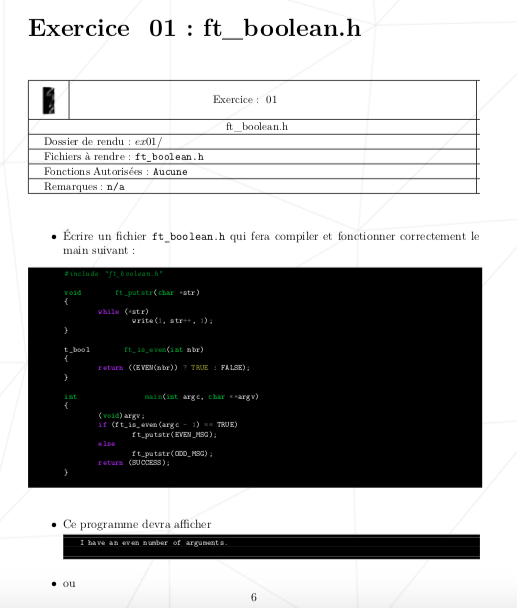 Exercice 01 : ft_boolean.h
Exercice : 01
ft_boolean.h
Dossier de rendu : ex01/
Fichiers à rendre : ft_boolean.h
Fonctions Autorisées : Aucune
Remarques : n/a
• Écrire un fichier ft_boolean.h qui fera compiler et fonctionner correctement le
main suivant :
#include "ft_boolean.h"
void ft_putstr(char *str)
{
while (*str)
write(1, str++, 1);
}
t_bool ft_is_even(int nbr)
{
return ((EVEN(nbr)) ? TRUE : FALSE);
}
int main(int argc, char **argv)
{
(void)argv;
if (ft_is_even(argc - 1) == TRUE)
ft_putstr(EVEN_MSG);
else
ft_putstr(ODD_MSG);
return (SUCCESS);
}
• Ce programme devra afficher
I have an even number of arguments.
• ou
6